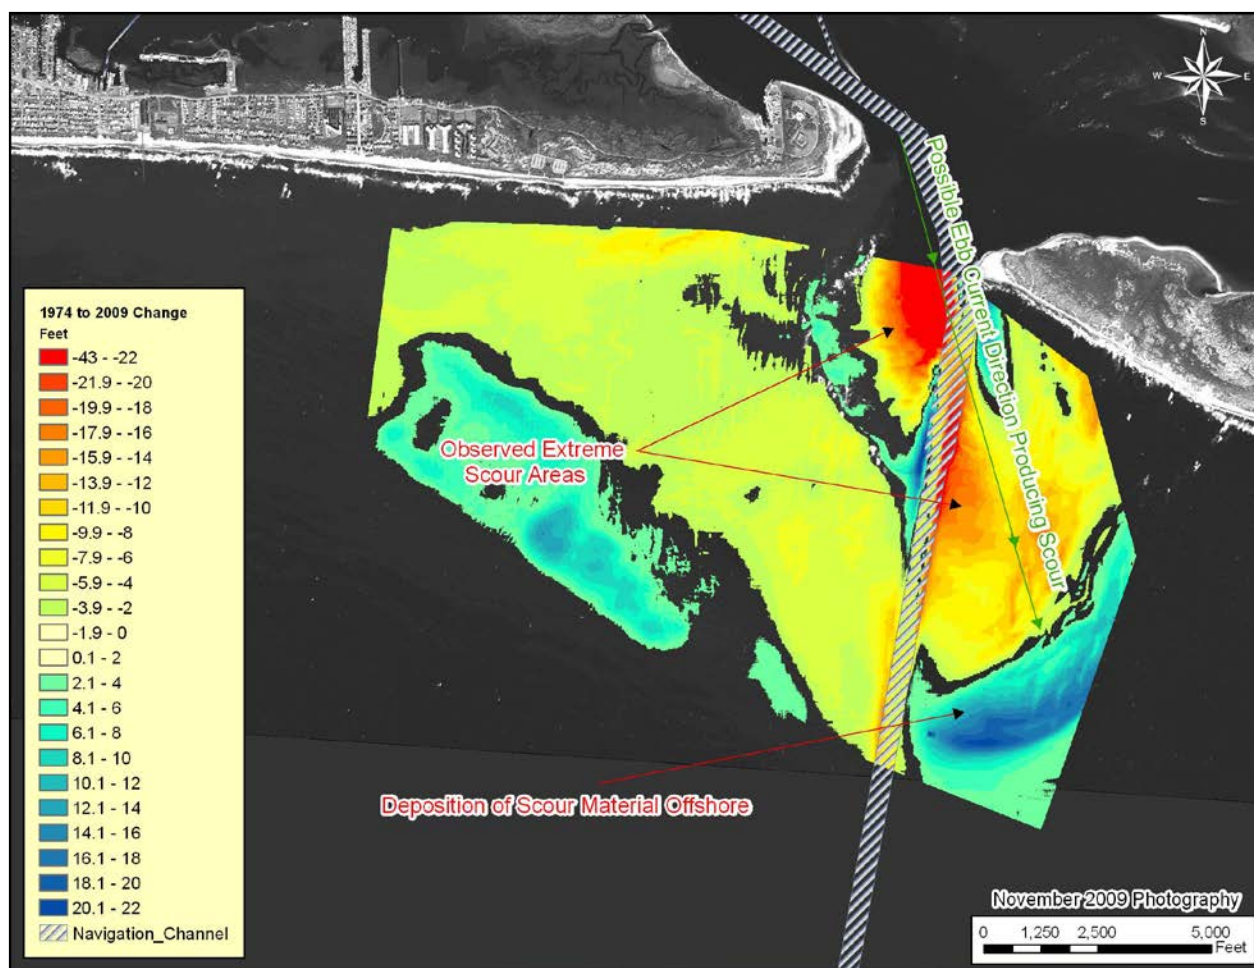 N
W
E
S
Possible Ebb Current Direction Producing Scour
1974 to 2009 Change
Feet
-43 - -22
-21.9 - -20
-19.9 - -18
-17.9 - -16
-15.9 - -14
-13.9 - -12
-11.9 - -10
-9.9 - -8
-7.9 - -6
-5.9 - -4
-3.9 - -2
-1.9 - 0
0.1 - 2
2.1 - 4
4.1 - 6
6.1 - 8
8.1 - 10
10.1 - 12
12.1 - 14
14.1 - 16
16.1 - 18
18.1 - 20
20.1 - 22
Navigation_Channel
Observed Extreme
Scour Areas
Deposition of Scour Material Offshore
November 2009 Photography
0 1,250 2,500 5,000
Feet